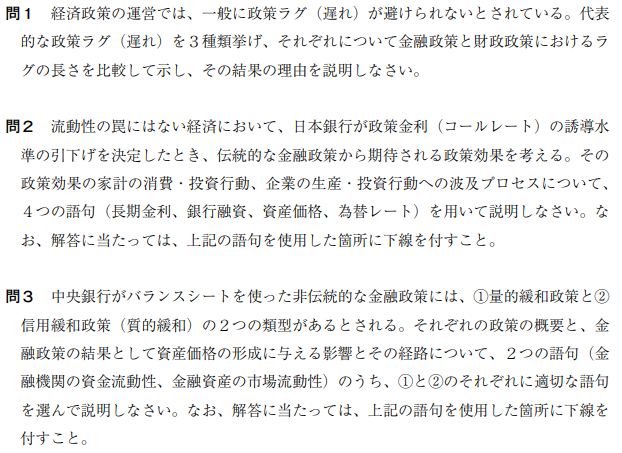 問1 経済政策の運営では、一般に政策ラグ（遅れ）が避けられないとされている。代表
的な政策ラグ（遅れ）を３種類挙げ、それぞれについて金融政策と財政政策におけるラ
グの長さを比較して示し、その結果の理由を説明しなさい。
問2 流動性の罠にはない経済において、日本銀行が政策金利（コールレート）の誘導水
準の引下げを決定したとき、伝統的な金融政策から期待される政策効果を考える。その
政策効果の家計の消費・投資行動、企業の生産・投資行動への波及プロセスについて、
４つの語句（長期金利、銀行融資、資産価格、為替レート）を用いて説明しなさい。な
お、解答に当たっては、上記の語句を使用した箇所に下線を付すこと。
問3 中央銀行がバランスシートを使った非伝統的な金融政策には、①量的緩和政策と②
信用緩和政策（質的緩和）の２つの類型があるとされる。それぞれの政策の概要と、金
融政策の結果として資産価格の形成に与える影響とその経路について、２つの語句（金
融機関の資金流動性、金融資産の市場流動性）のうち、①と②のそれぞれに適切な語句
を選んで説明しなさい。なお、解答に当たっては、上記の語句を使用した箇所に下線を
付すこと。